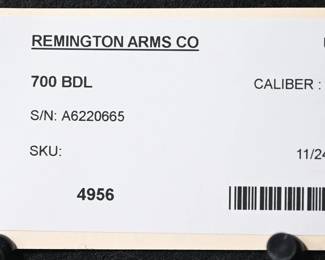 REMINGTON ARMS CO
700 BDL
CALIBER :
S/N: A6220665
SKU:
11/24
4956